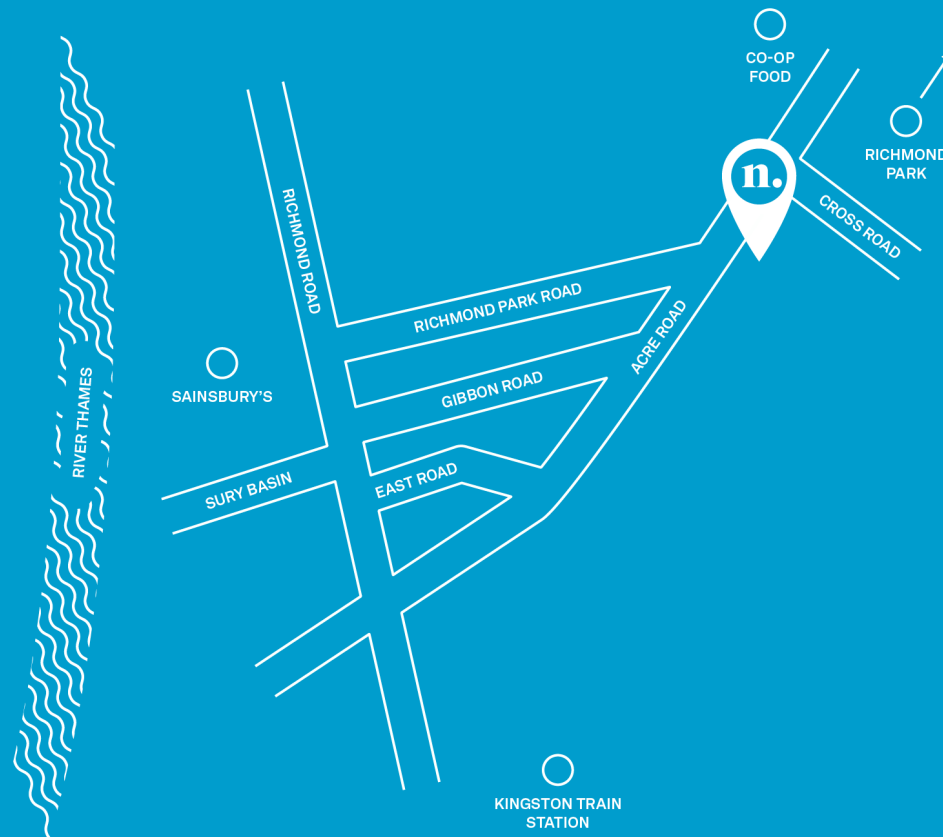 CO-OP
FOOD
RICHMOND
PARK
n.
CROSS ROAD
RICHMOND ROAD
RICHMOND PARK ROAD
ACRE ROAD
SAINSBURY'S
GIBBON ROAD
RIVER THAMES
EAST ROAD
SURY BASIN
KINGSTON TRAIN
STATION